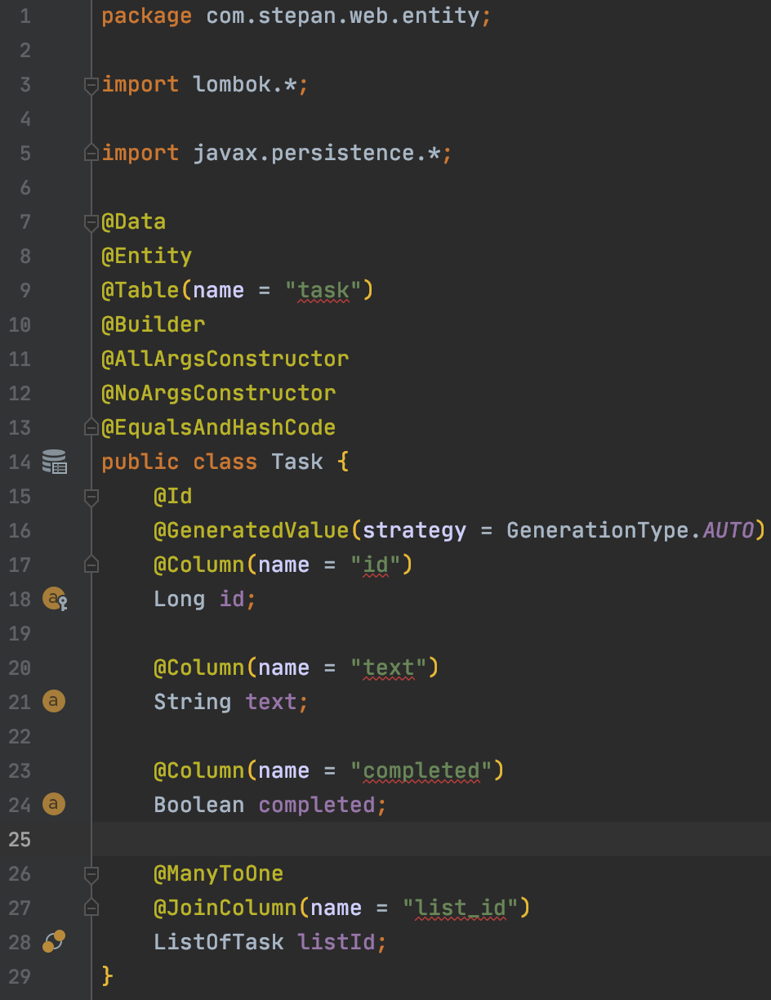 1 package com.stepan.web.entity;
2
3 import lombok.*;
4
5 import javax.persistence.*;
6
7 @Data
8 @Entity
9 @Table(name = "task")
10 @Builder
11 @AllArgsConstructor
12 @NoArgsConstructor
13 @EqualsAndHashCode
14 public class Task {
15     @Id
16     @GeneratedValue(strategy = GenerationType.AUTO)
17     @Column(name = "id")
18     Long id;
19
20     @Column(name = "text")
21     String text;
22
23     @Column(name = "completed")
24     Boolean completed;
25
26     @ManyToOne
27     @JoinColumn(name = "list_id")
28     ListOfTask listId;
29 }